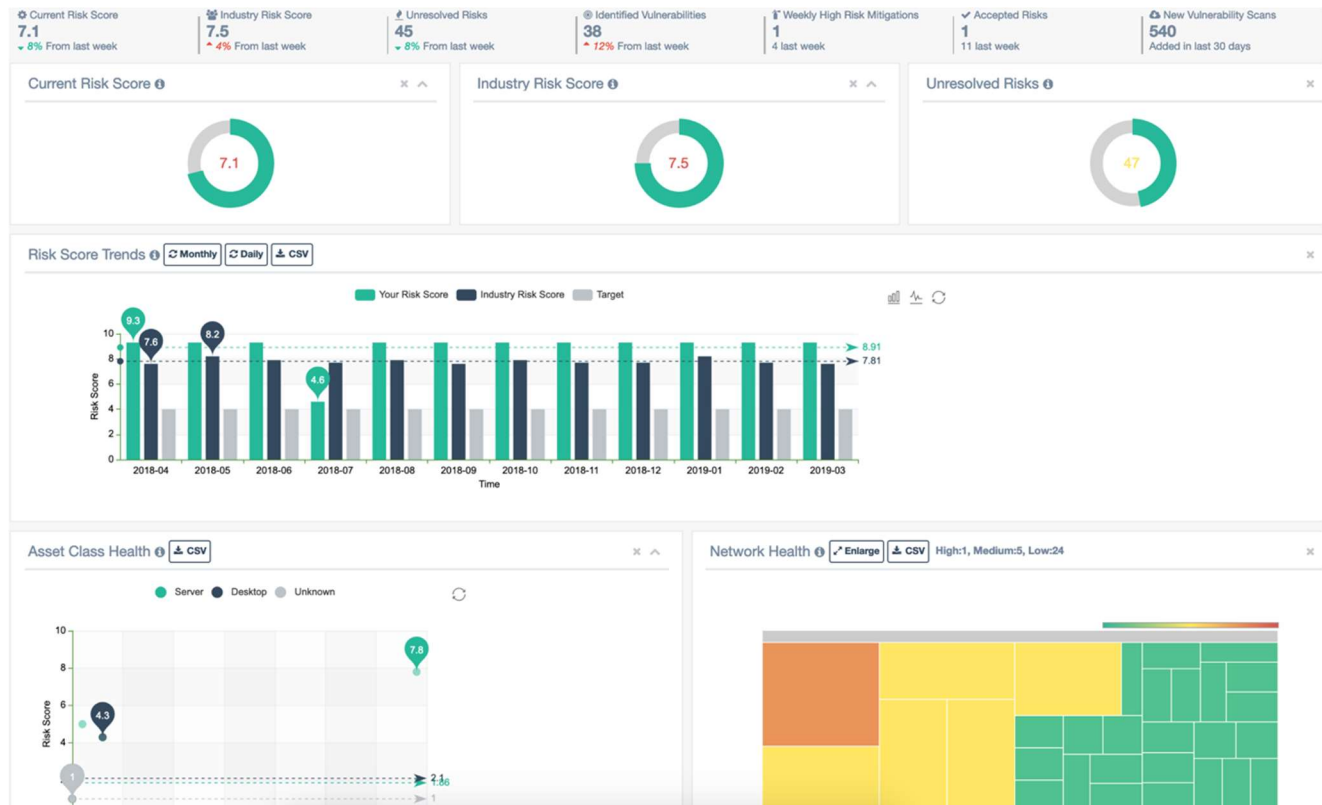 Current Risk Score
7.1
8% From last week
Industry Risk Score
7.5
4% From last week
Unresolved Risks
45
8% From last week
Identified Vulnerabilities
38
12% From last week
Weekly High Risk Mitigations
1
4 last week
Accepted Risks
1
11 last week
New Vulnerability Scans
540
Added in last 30 days
Current Risk Score
7.1
Industry Risk Score
7.5
Unresolved Risks
47
Risk Score Trends Monthly Daily CSV
Your Risk Score Industry Risk Score Target
9.3
7.6
8.2
4.6
8.91
7.81
10
8
6
4
2
0
Risk Score
2018-04 2018-05 2018-06 2018-07 2018-08 2018-09 2018-10 2018-11 2018-12 2019-01 2019-02 2019-03
Time
Asset Class Health CSV
Server Desktop Unknown
10
8
6
4
Risk Score
7.8
4.3
1
2.1
1.86
1
Network Health Enlarge CSV High:1, Medium:5, Low:24